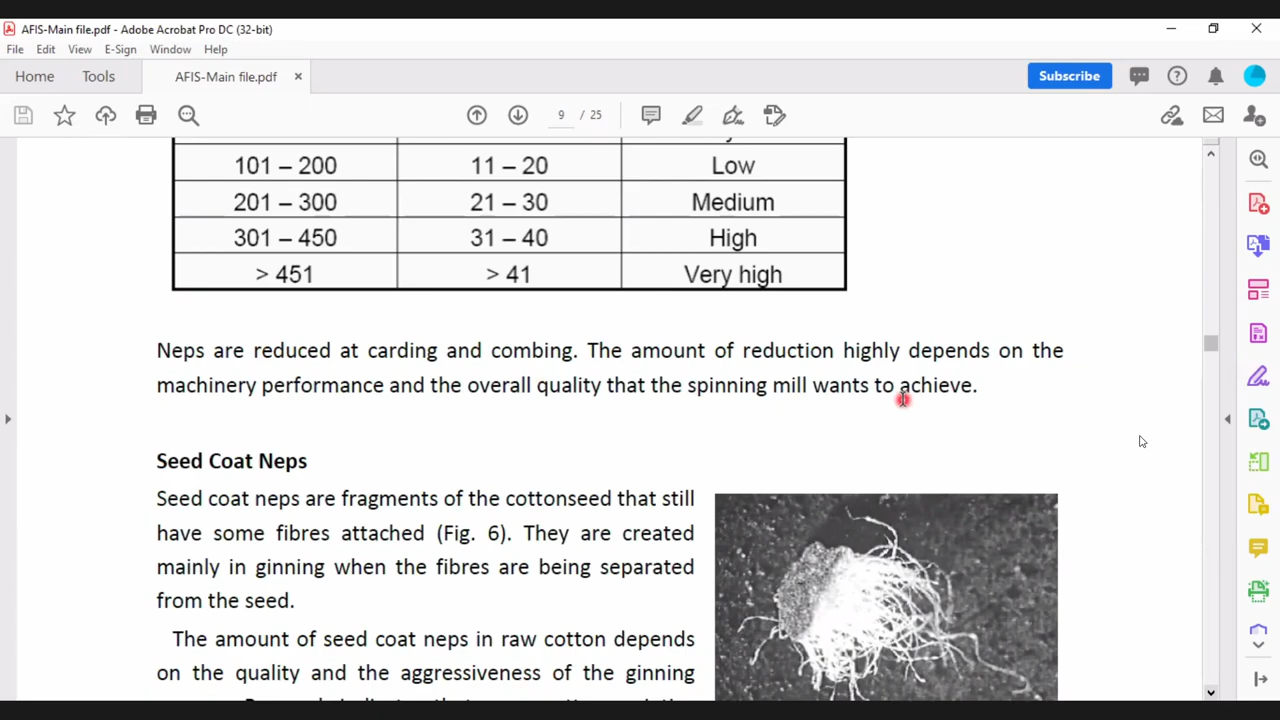 AFIS-Main file.pdf - Adobe Acrobat Pro DC (32-bit)
File Edit View E-Sign Window Help
Home Tools AFIS-Main file.pdf × Subscribe
9 / 25
101 – 200 11 – 20 Low
201 – 300 21 – 30 Medium
301 – 450 31 – 40 High
> 451 > 41 Very high
Neps are reduced at carding and combing. The amount of reduction highly depends on the
machinery performance and the overall quality that the spinning mill wants to achieve.
Seed Coat Neps
Seed coat neps are fragments of the cottonseed that still
have some fibres attached (Fig. 6). They are created
mainly in ginning when the fibres are being separated
from the seed.
The amount of seed coat neps in raw cotton depends
on the quality and the aggressiveness of the ginning